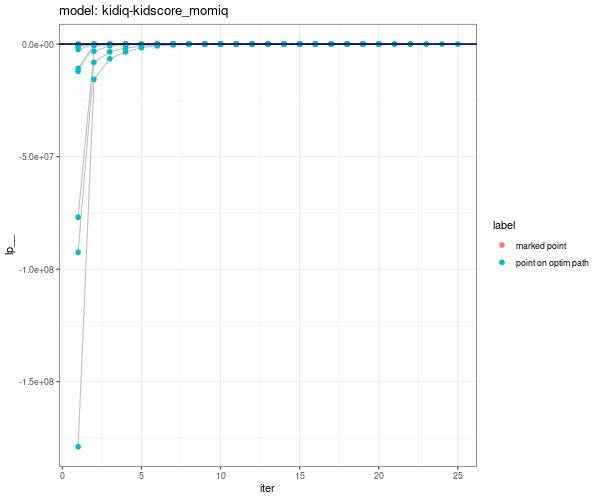 model: kidiq-kidscore_momiq
0.0e+00
-5.0e+07
-1.0e+08
-1.5e+08
lp__
0 5 10 15 20 25
iter
label
marked point
point on optim path